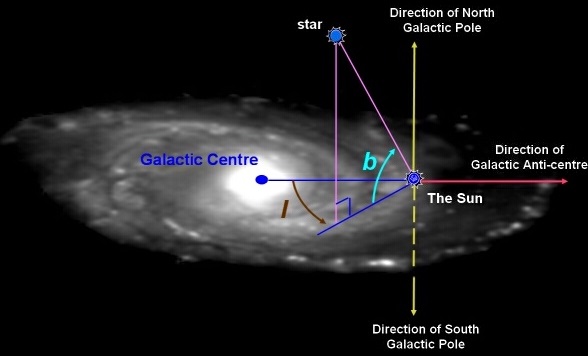 Direction of North
Galactic Pole
star
Direction of
Galactic Anti-centre
Galactic Centre
b
The Sun
l
Direction of South
Galactic Pole